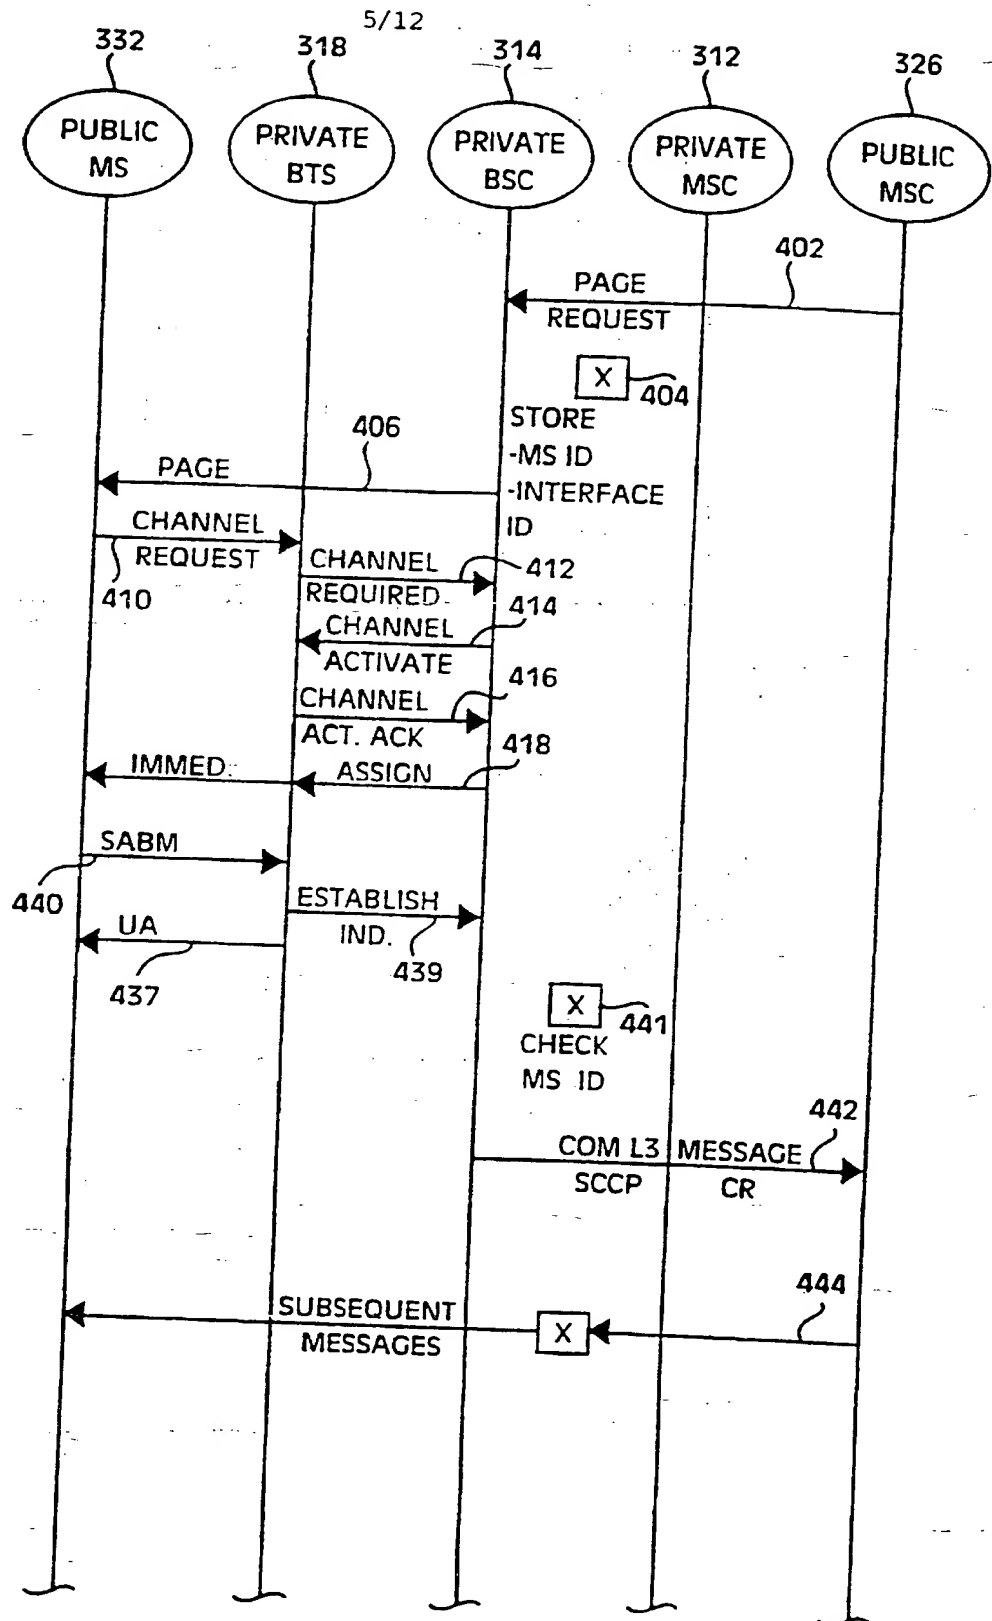 5/12
332
318
314
312
326
PUBLIC
MS
PRIVATE
BTS
PRIVATE
BSC
PRIVATE
MSC
PUBLIC
MSC
402
PAGE
REQUEST
X
404
STORE
-MS ID
-INTERFACE
ID
406
PAGE
CHANNEL
REQUEST
410
CHANNEL
REQUIRED
412
414
CHANNEL
ACTIVATE
416
CHANNEL
ACT. ACK
418
IMMED. ASSIGN
SABM
440
ESTABLISH
IND.
439
UA
437
X
441
CHECK
MS ID
442
COM L3 MESSAGE
SCCP CR
444
SUBSEQUENT
MESSAGES
X